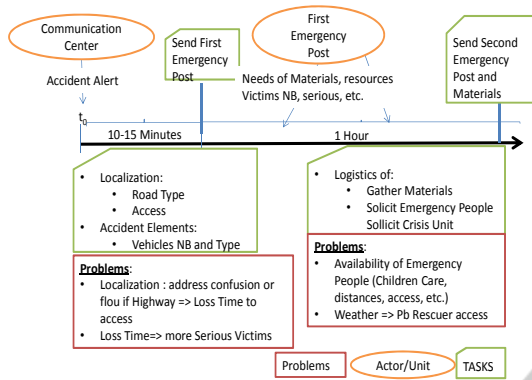 Communication
Center
Send First
Emergency
Post
First
Emergency
Post
Send Second
Emergency
Post and
Materials
Accident Alert
Needs of Materials, resources
Victims NB, serious, etc.
t0
10-15 Minutes
1 Hour
• Localization:
• Road Type
• Access
• Accident Elements:
• Vehicles NB and Type
• Logistics of:
• Gather Materials
• Solicit Emergency People
Sollicit Crisis Unit
Problems:
• Localization : address confusion or
flou if Highway => Loss Time to
access
• Loss Time=> more Serious Victims
Problems:
• Availability of Emergency
People (Children Care,
distances, access, etc.)
• Weather => Pb Rescuer access
Problems
Actor/Unit
TASKS